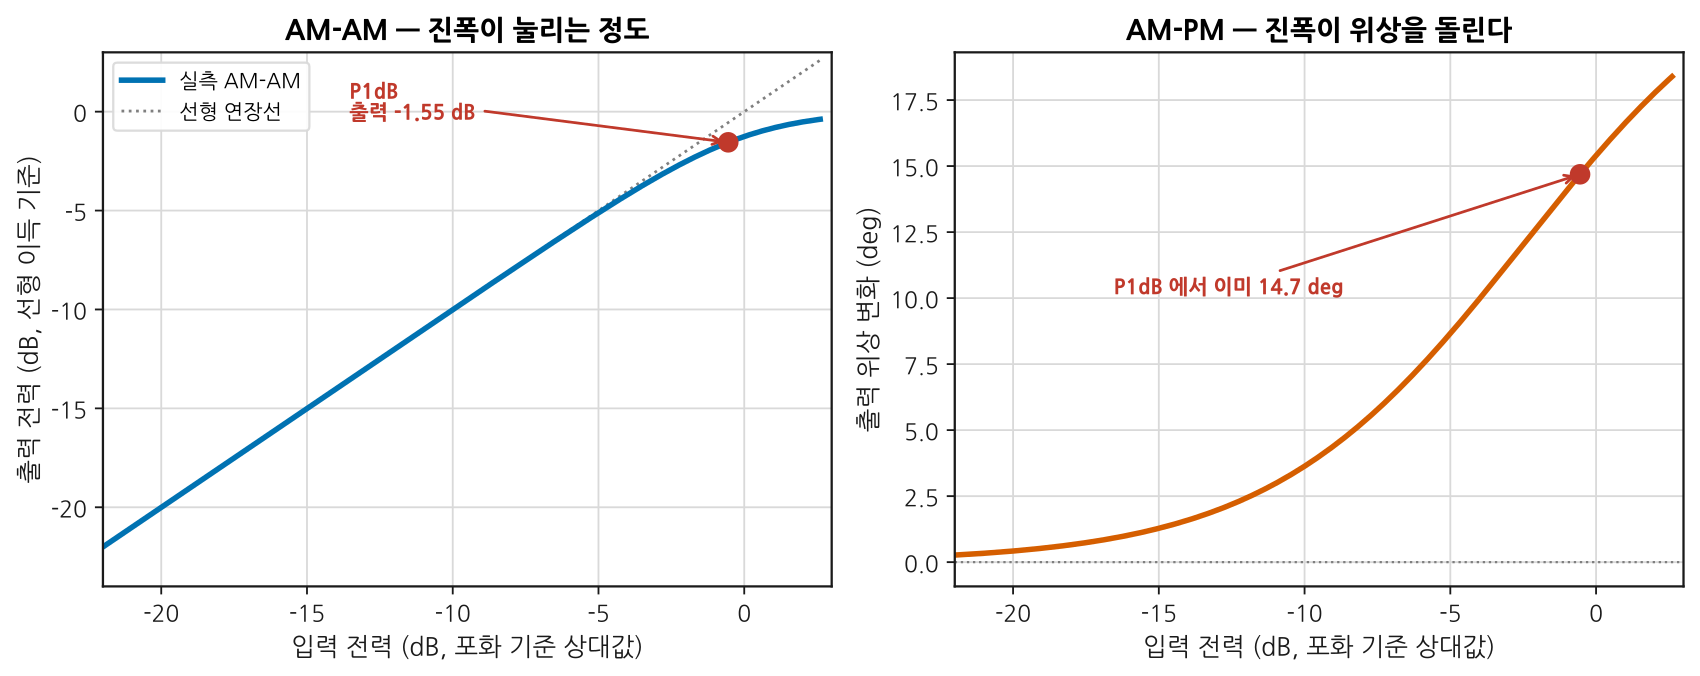 AM-AM — 진폭이 눌리는 정도
실측 AM-AM
선형 연장선
P1dB
출력 -1.55 dB
0
-5
-10
-15
-20
출력 전력 (dB, 선형 이득 기준)
-20
-15
-10
-5
0
입력 전력 (dB, 포화 기준 상대값)
AM-PM — 진폭이 위상을 돌린다
P1dB 에서 이미 14.7 deg
17.5
15.0
12.5
10.0
7.5
5.0
2.5
0.0
출력 위상 변화 (deg)
-20
-15
-10
-5
0
입력 전력 (dB, 포화 기준 상대값)